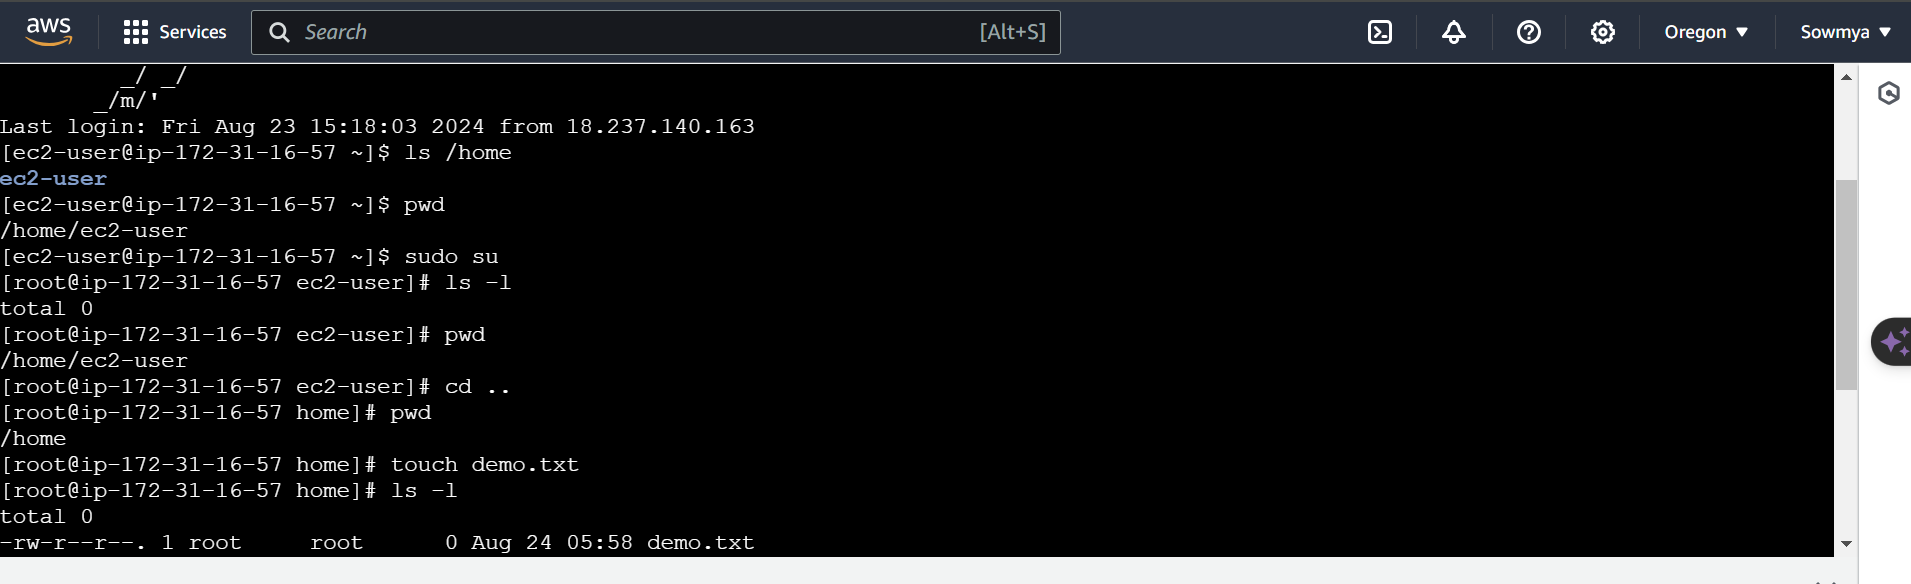 aws Services Search [Alt+S] Oregon Sowmya
_/ _/
_/m/'
Last login: Fri Aug 23 15:18:03 2024 from 18.237.140.163
[ec2-user@ip-172-31-16-57 ~]$ ls /home
ec2-user
[ec2-user@ip-172-31-16-57 ~]$ pwd
/home/ec2-user
[ec2-user@ip-172-31-16-57 ~]$ sudo su
[root@ip-172-31-16-57 ec2-user]# ls -l
total 0
[root@ip-172-31-16-57 ec2-user]# pwd
/home/ec2-user
[root@ip-172-31-16-57 ec2-user]# cd ..
[root@ip-172-31-16-57 home]# pwd
/home
[root@ip-172-31-16-57 home]# touch demo.txt
[root@ip-172-31-16-57 home]# ls -l
total 0
-rw-r--r--. 1 root     root      0 Aug 24 05:58 demo.txt